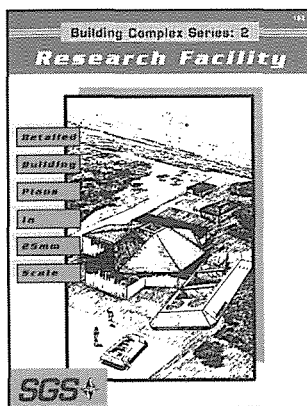 Building Complex Series: 2
Research Facility
Detailed
Building
Plans
in
25mm
Scale
SGS